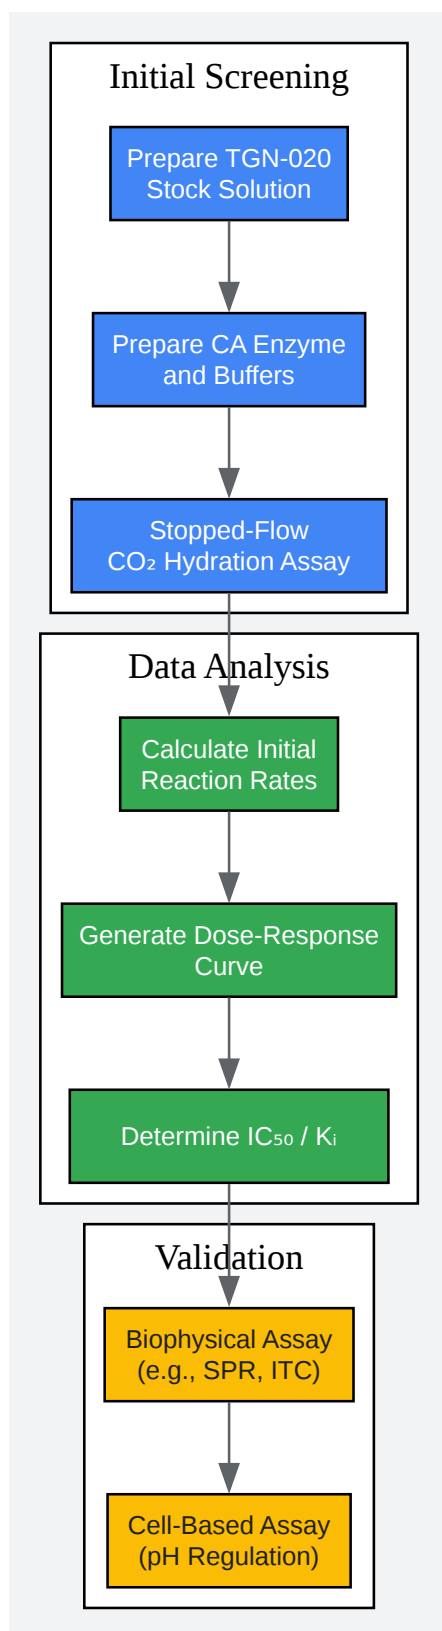 Initial Screening
Prepare TGN-020
Stock Solution
Prepare CA Enzyme
and Buffers
Stopped-Flow
CO₂ Hydration Assay
Data Analysis
Calculate Initial
Reaction Rates
Generate Dose-Response
Curve
Determine IC₅₀ / Kᵢ
Validation
Biophysical Assay
(e.g., SPR, ITC)
Cell-Based Assay
(pH Regulation)